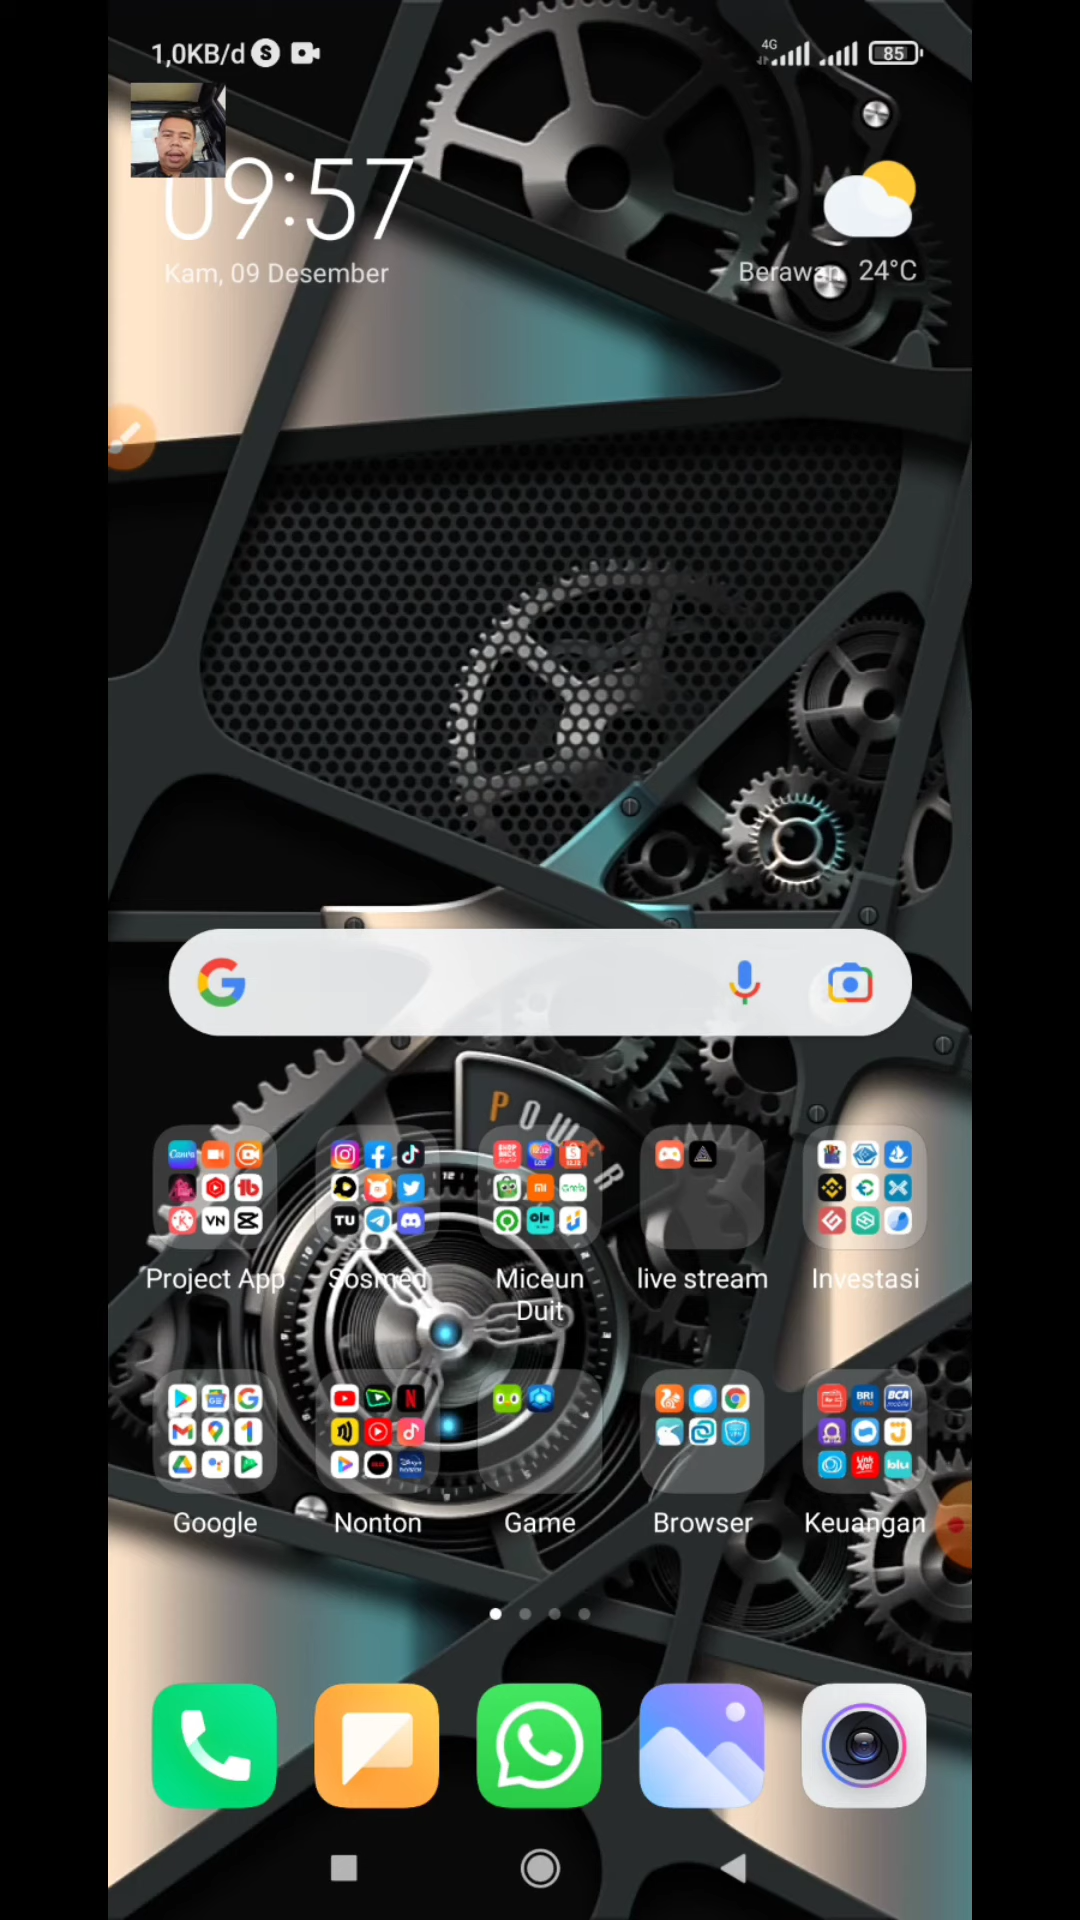 1,0KB/d
4G
85
09:57
Kam, 09 Desember
Berawan 24°C
POWER
Project App
Sosmed
Miceun
Duit
live stream
Investasi
Google
Nonton
Game
Browser
Keuangan